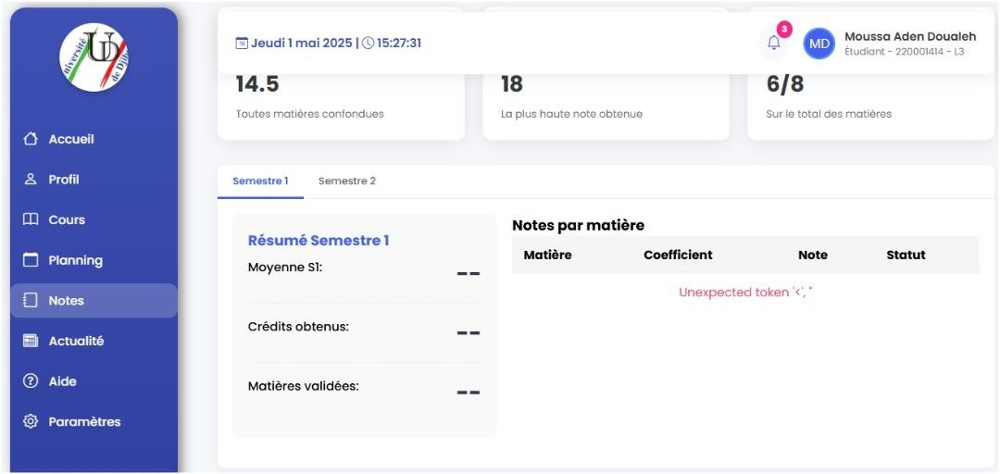 UD
Université
de Djib
Jeudi 1 mai 2025 | 15:27:31
3
MD
Moussa Aden Doualeh
Étudiant - 220001414 - L3
14.5
Toutes matières confondues
18
La plus haute note obtenue
6/8
Sur le total des matières
Accueil
Profil
Cours
Planning
Notes
Actualité
Aide
Paramètres
Semestre 1
Semestre 2
Résumé Semestre 1
Moyenne S1:
--
Crédits obtenus:
--
Matières validées:
--
Notes par matière
Matière Coefficient Note Statut
Unexpected token '<', "